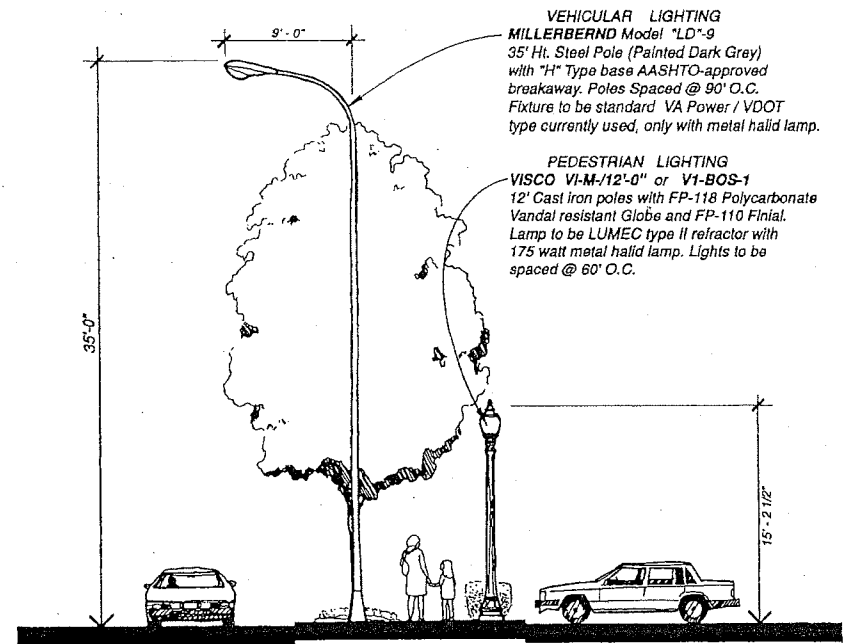 VEHICULAR LIGHTING
MILLERBERND Model "LD"-9
35' Ht. Steel Pole (Painted Dark Grey)
with "H" Type base AASHTO-approved
breakaway. Poles Spaced @ 90' O.C.
Fixture to be standard VA Power / VDOT
type currently used, only with metal halid lamp.
9'-0"
PEDESTRIAN LIGHTING
VISCO VI-M-/12'-0" or V1-BOS-1
12' Cast iron poles with FP-118 Polycarbonate
Vandal resistant Globe and FP-110 Finial.
Lamp to be LUMEC type II refractor with
175 watt metal halid lamp. Lights to be
spaced @ 60' O.C.
35'-0"
15'-2 1/2"